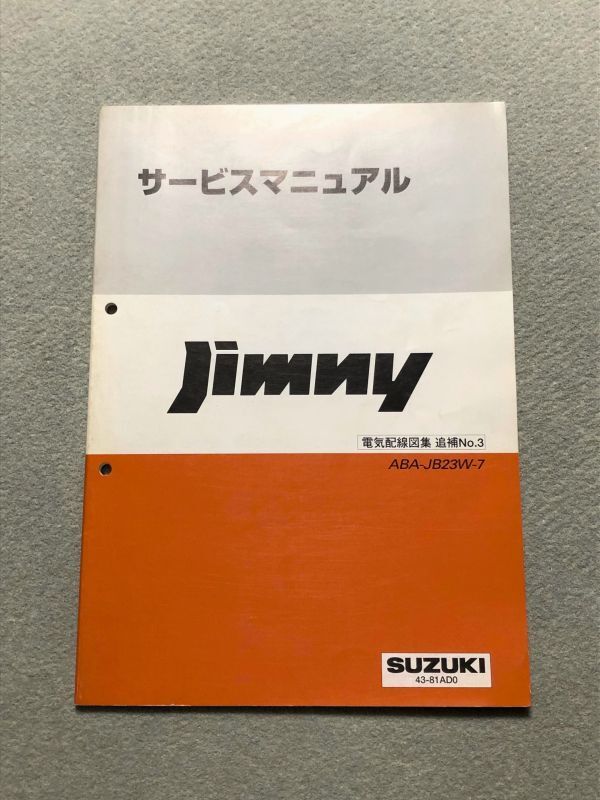 サービスマニュアル
Jimny
電気配線図集 追補No.3
ABA-JB23W-7
SUZUKI
43-81AD0